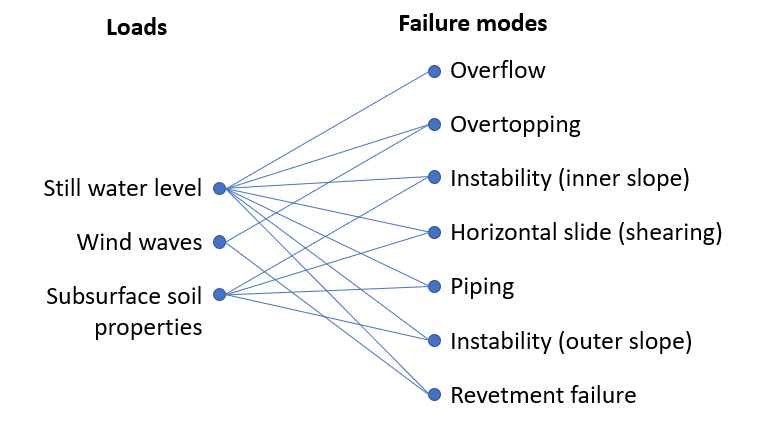 Loads
Failure modes
Overflow
Overtopping
Still water level
Instability (inner slope)
Wind waves
Horizontal slide (shearing)
Subsurface soil
properties
Piping
Instability (outer slope)
Revetment failure